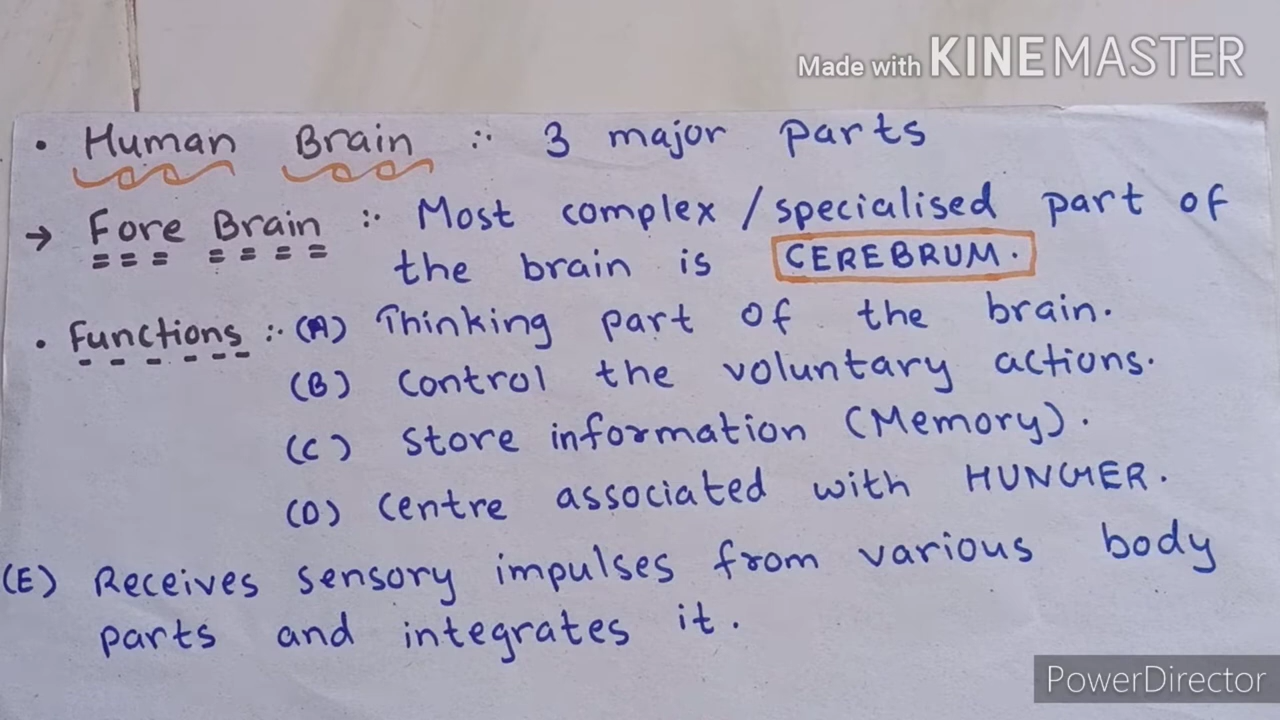 Made with KINEMASTER
• Human Brain :- 3 major parts
→ Fore Brain :- Most complex / specialised part of
the brain is CEREBRUM.
• Functions :- (A) Thinking part of the brain.
(B) Control the voluntary actions.
(C) Store information (Memory).
(D) Centre associated with HUNGER.
(E) Receives sensory impulses from various body
parts and integrates it.
PowerDirector